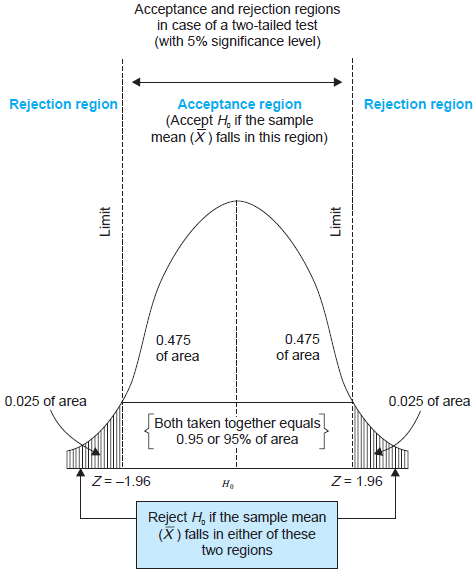 Acceptance and rejection regions
in case of a two-tailed test
(with 5% significance level)
Rejection region
Acceptance region
Rejection region
(Accept H₀ if the sample
mean (X̄) falls in this region)
Limit
Limit
0.475
of area
0.475
of area
0.025 of area
0.025 of area
Both taken together equals
0.95 or 95% of area
Z = –1.96
H₀
Z = 1.96
Reject H₀ if the sample mean
(X̄) falls in either of these
two regions